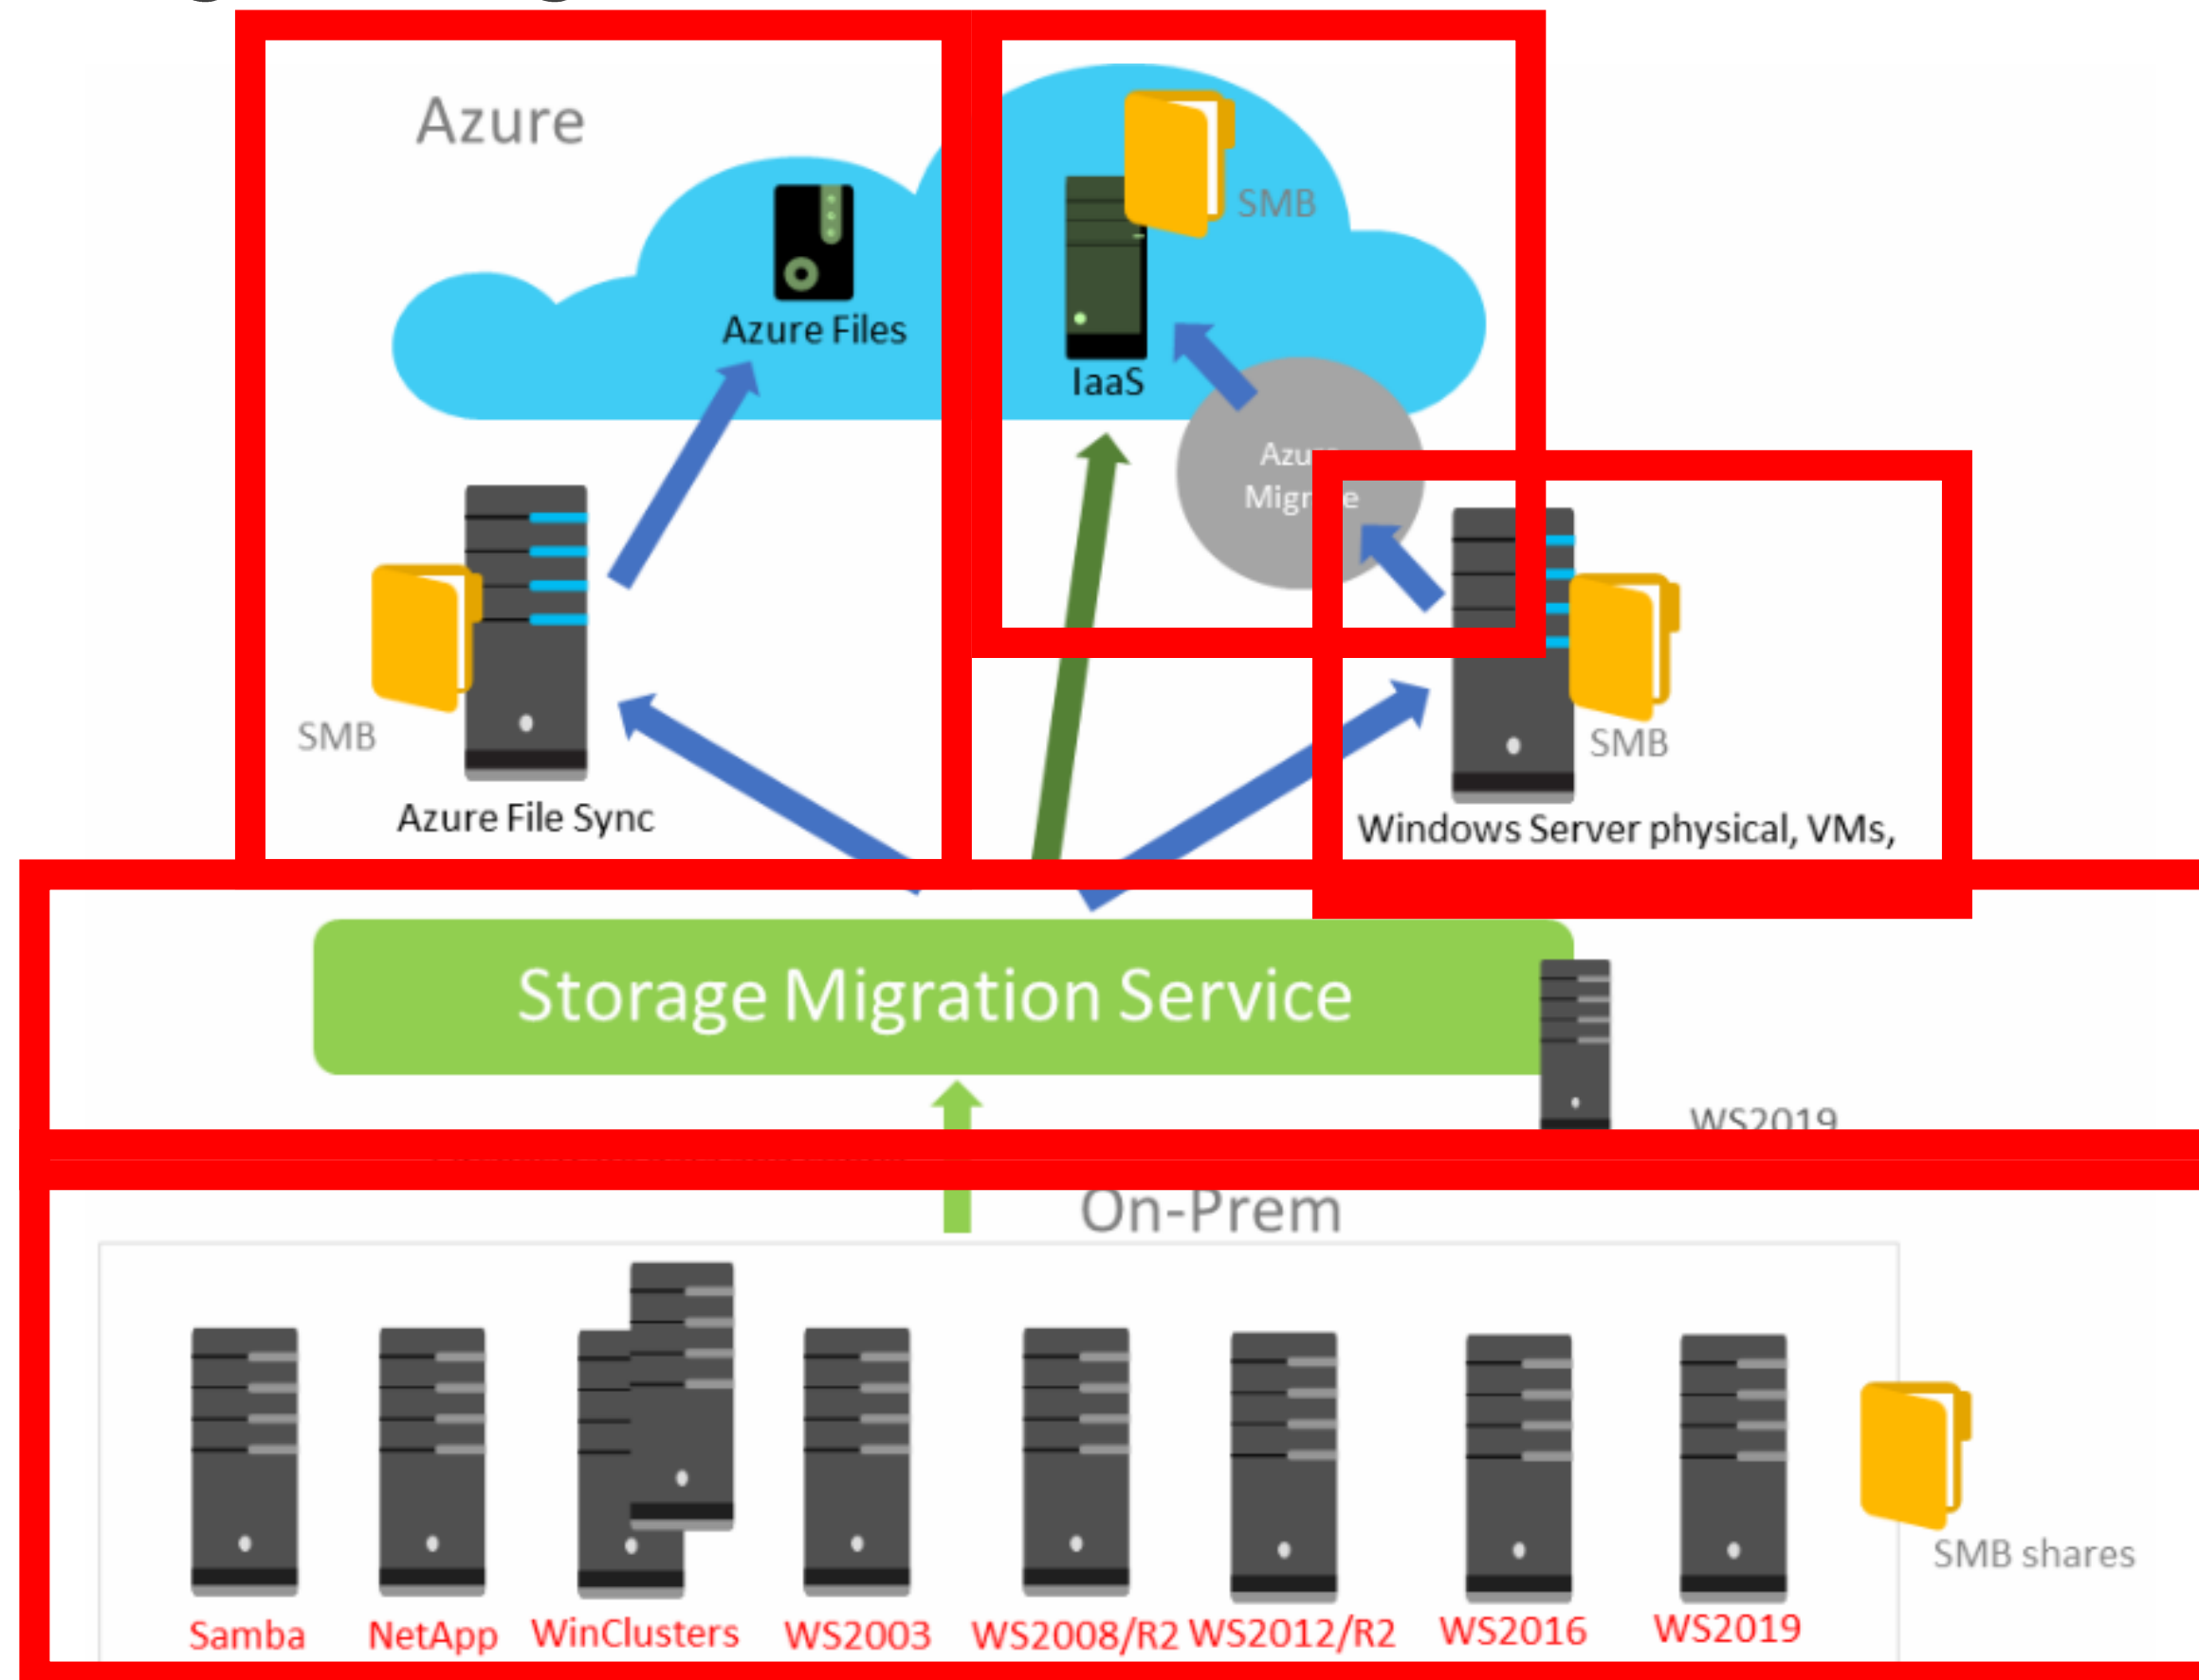 Azure
SMB
Azure Files
IaaS
SMB
SMB
Azure File Sync
Windows Server physical, VMs,
Storage Migration Service
WS2019
On-Prem
SMB shares
Samba
NetApp
WinClusters
WS2003
WS2008/R2
WS2012/R2
WS2016
WS2019